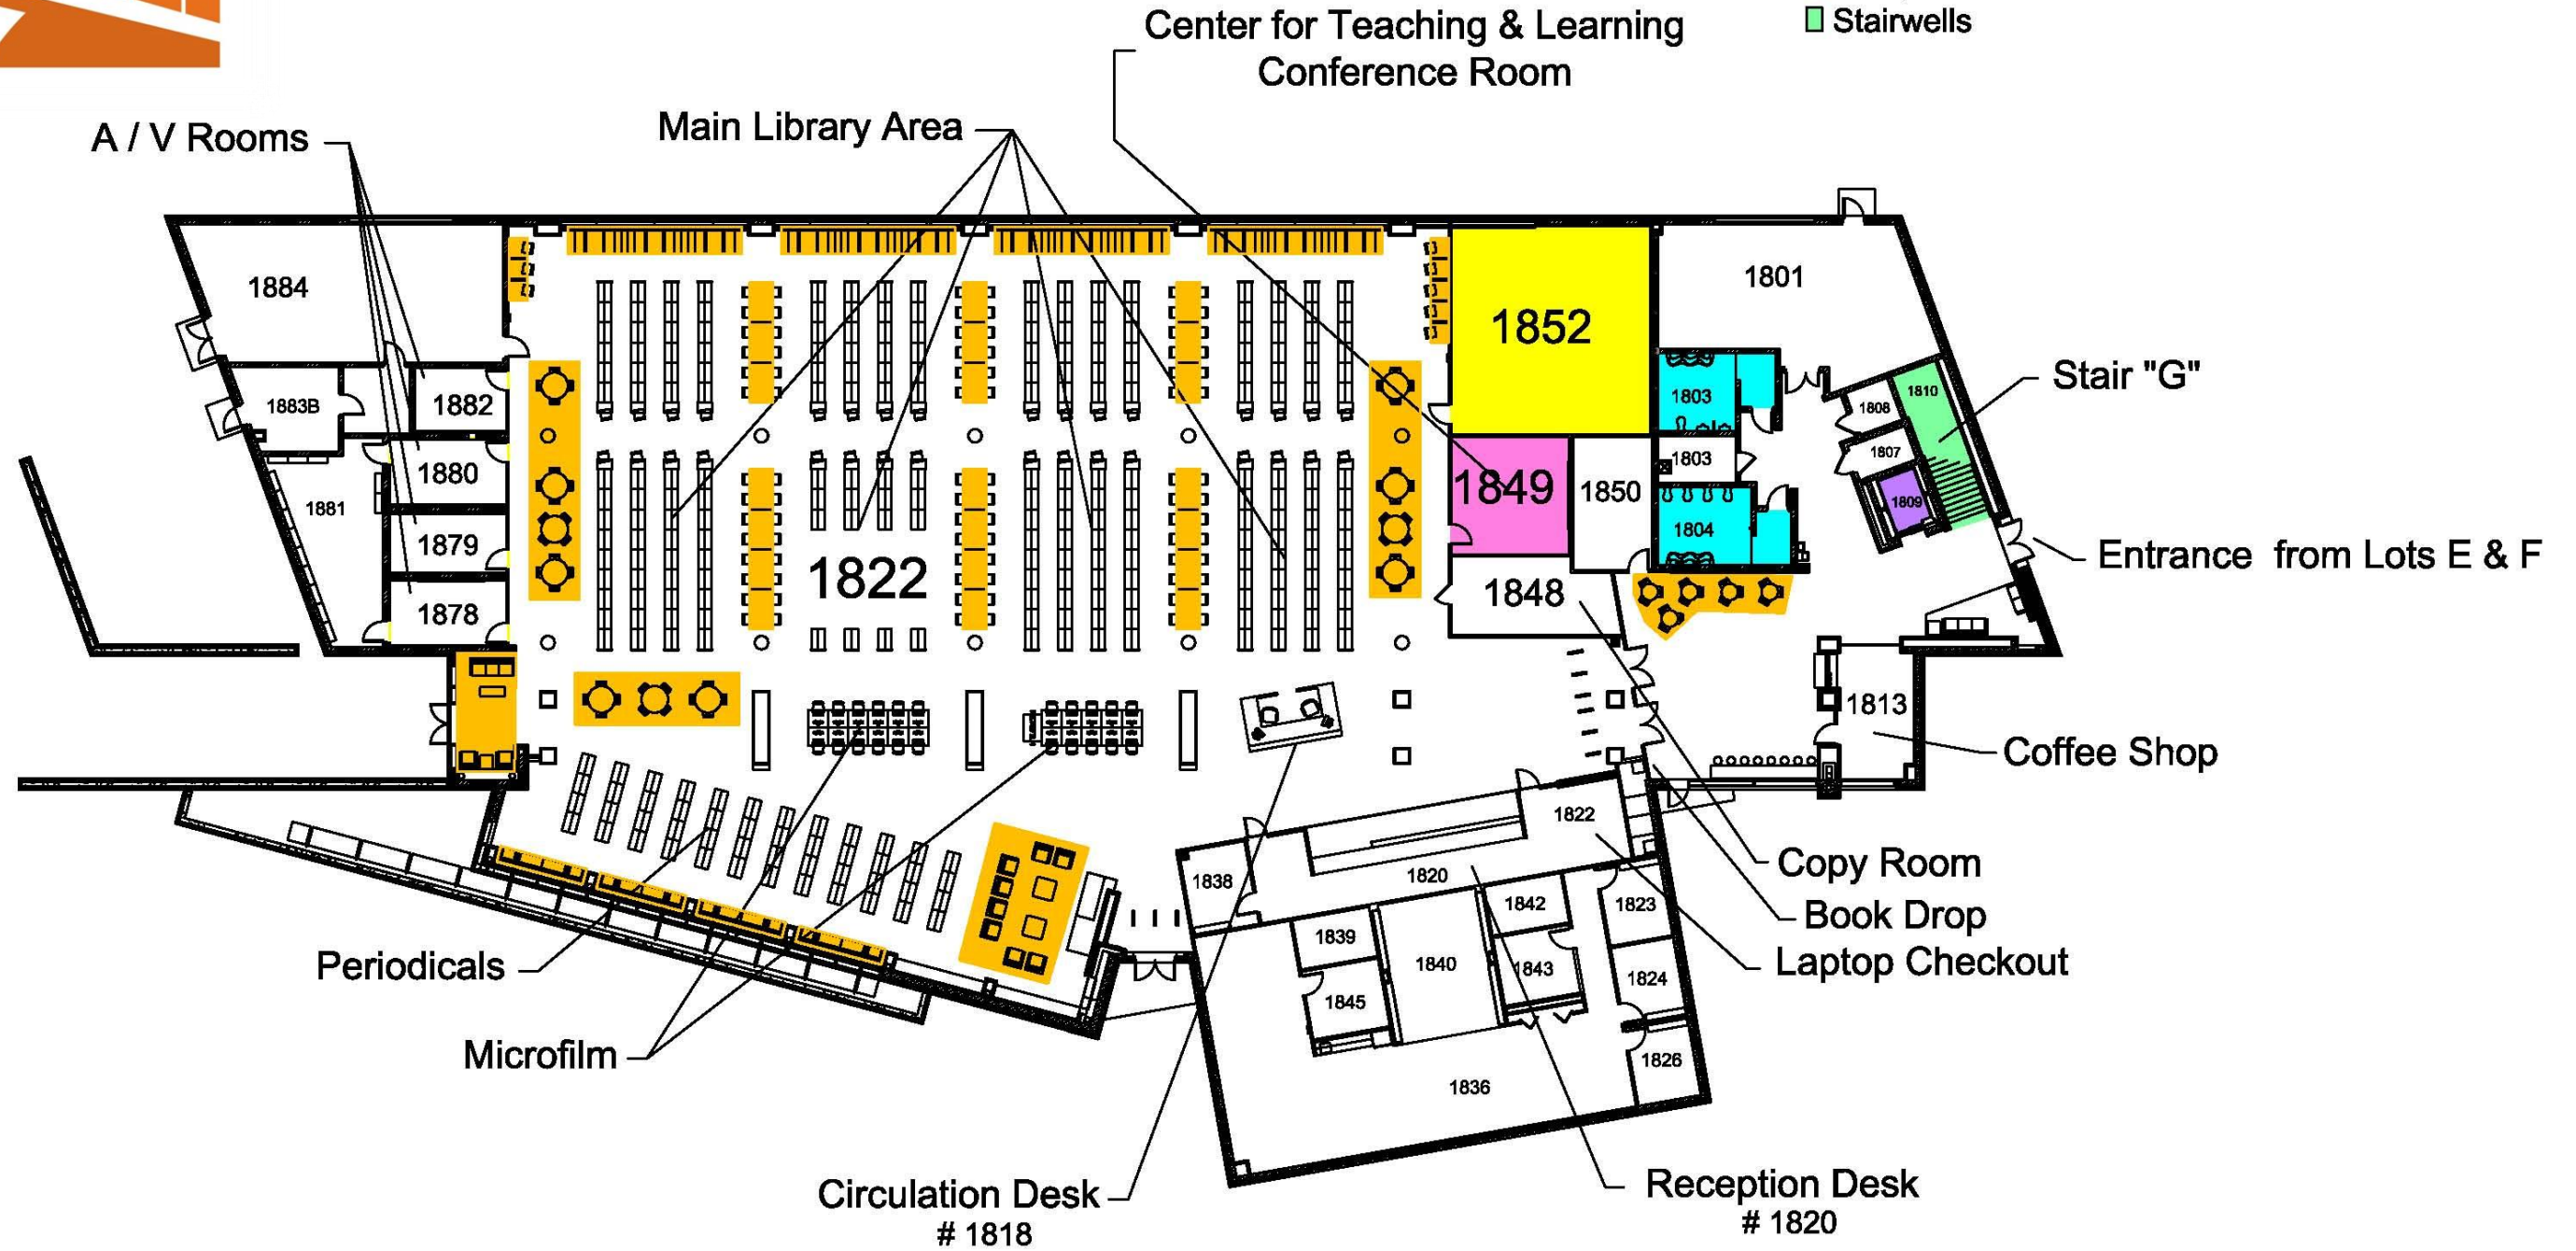 Center for Teaching & Learning
Conference Room
Stairwells
A / V Rooms
Main Library Area
1884
1801
1852
Stair "G"
1883B
1882
1803
1808
1810
1880
1849
1850
1803
1807
1881
1809
1879
1804
1822
Entrance from Lots E & F
1878
1848
1813
Coffee Shop
1822
Copy Room
1838
1820
Book Drop
1842
1823
Periodicals
1839
1840
1843
Laptop Checkout
1845
1824
Microfilm
1826
1836
Circulation Desk
# 1818
Reception Desk
# 1820